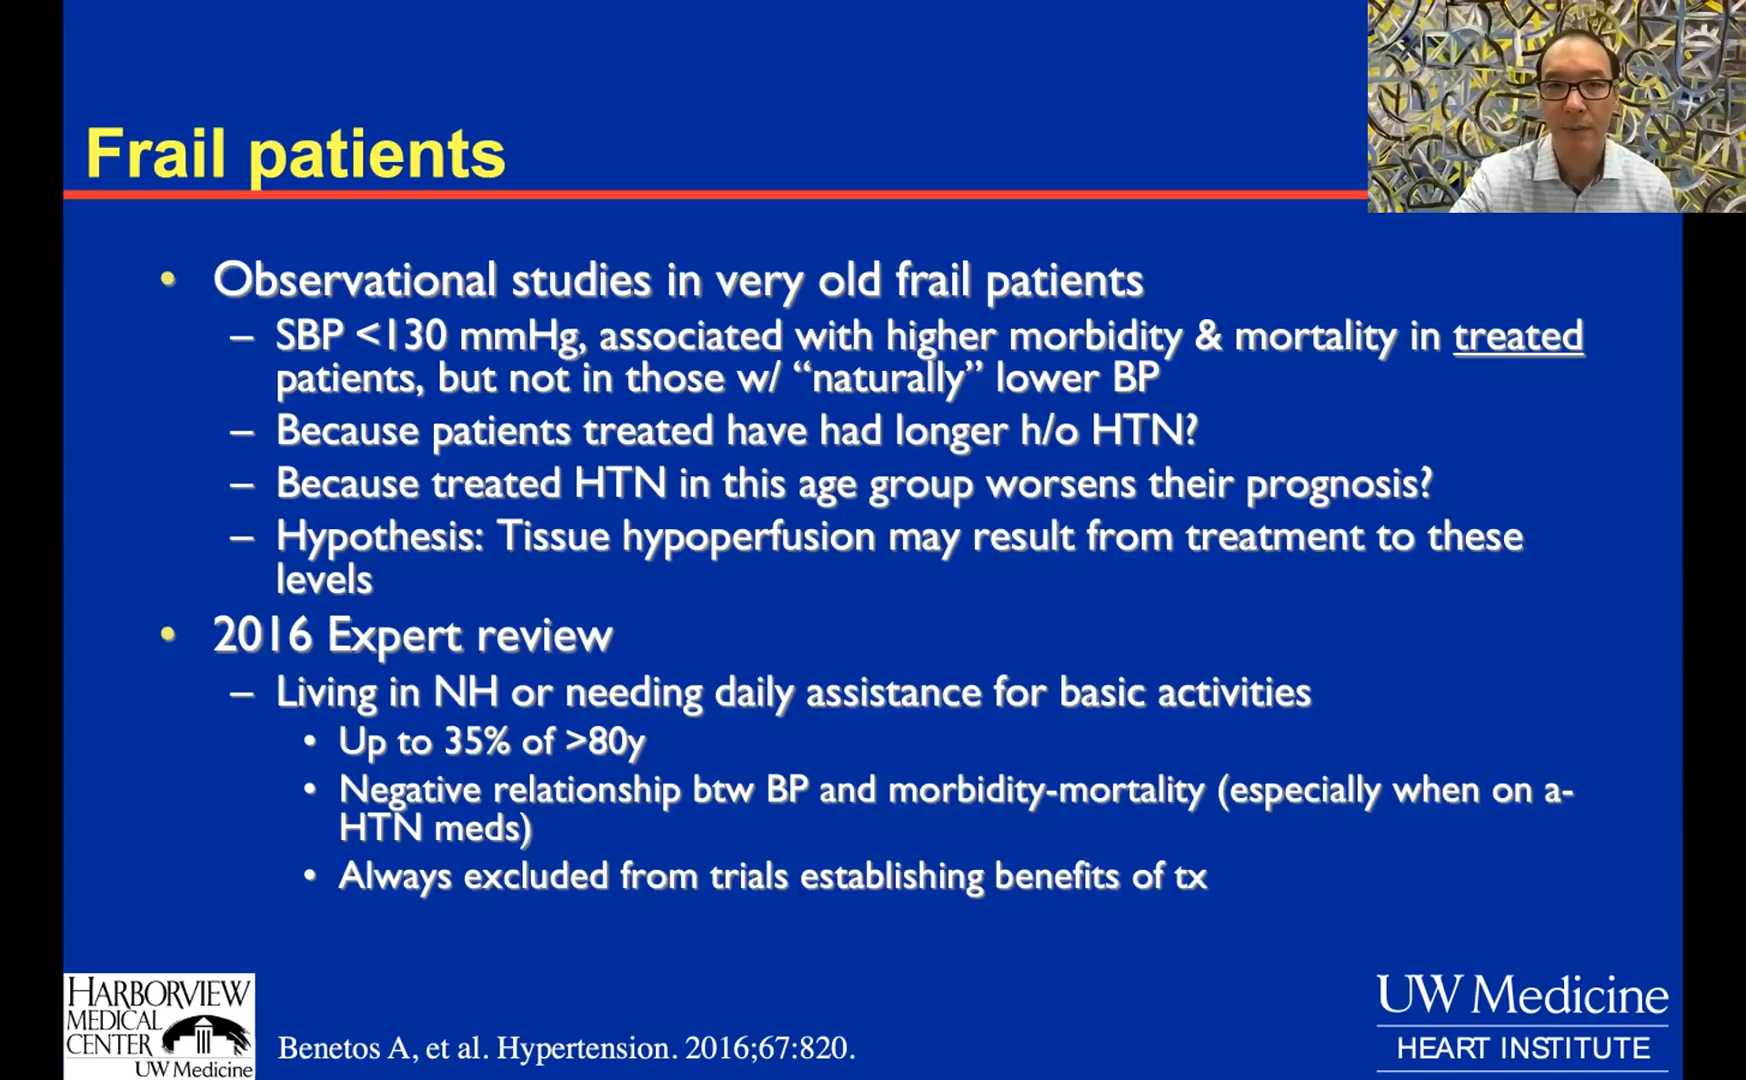 Frail patients
• Observational studies in very old frail patients
– SBP <130 mmHg, associated with higher morbidity & mortality in treated
patients, but not in those w/ “naturally” lower BP
– Because patients treated have had longer h/o HTN?
– Because treated HTN in this age group worsens their prognosis?
– Hypothesis: Tissue hypoperfusion may result from treatment to these
levels
• 2016 Expert review
– Living in NH or needing daily assistance for basic activities
• Up to 35% of >80y
• Negative relationship btw BP and morbidity-mortality (especially when on a-
HTN meds)
• Always excluded from trials establishing benefits of tx
HARBORVIEW
MEDICAL
CENTER
UW Medicine
Benetos A, et al. Hypertension. 2016;67:820.
UW Medicine
HEART INSTITUTE